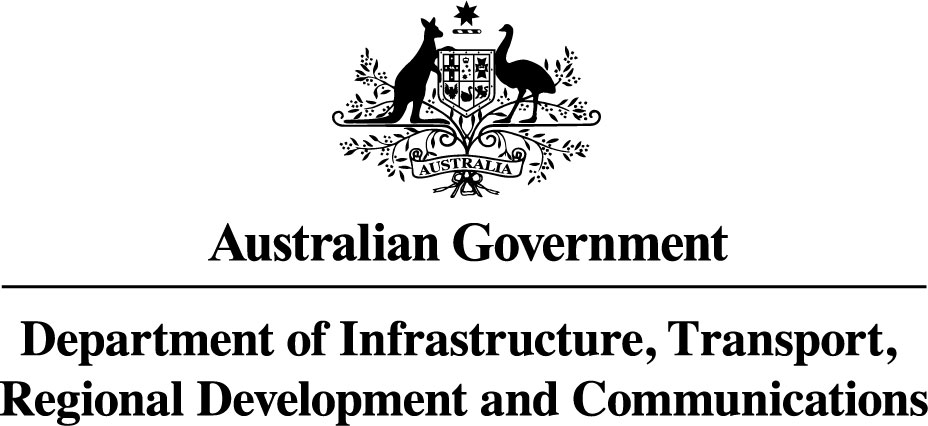 AUSTRALIA
Australian Government
Department of Infrastructure, Transport,
Regional Development and Communications